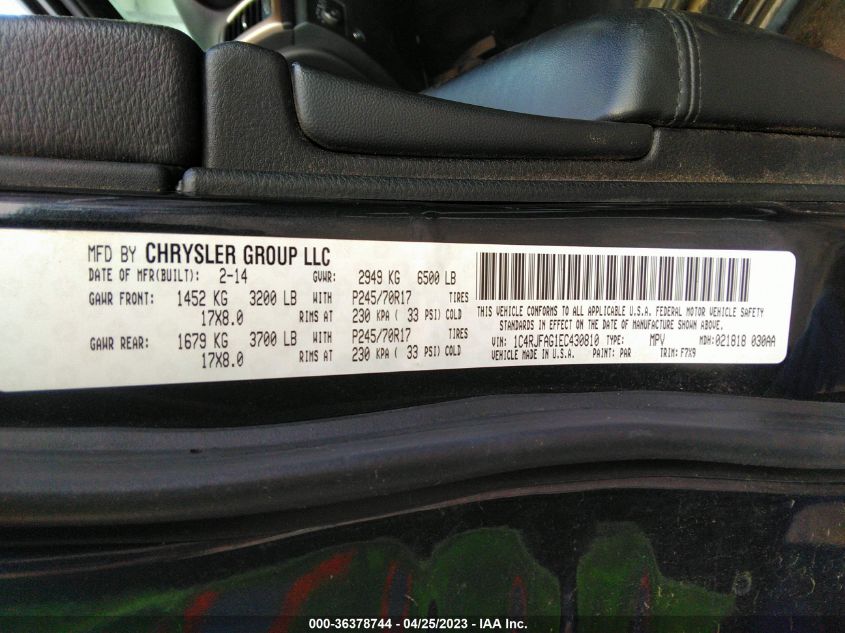 MFD BY CHRYSLER GROUP LLC
DATE OF MFR(BUILT): 2-14 GVWR: 2949 KG 6500 LB
GAWR FRONT: 1452 KG 3200 LB WITH P245/70R17 TIRES
17X8.0 RIMS AT 230 KPA ( 33 PSI) COLD
GAWR REAR: 1679 KG 3700 LB WITH P245/70R17 TIRES
17X8.0 RIMS AT 230 KPA ( 33 PSI) COLD
THIS VEHICLE CONFORMS TO ALL APPLICABLE U.S.A. FEDERAL MOTOR VEHICLE SAFETY
STANDARDS IN EFFECT ON THE DATE OF MANUFACTURE SHOWN ABOVE.
VIN: 1C4RJFAG1EC430810 TYPE: MPV MDH: 021818 030AA
VEHICLE MADE IN U.S.A. PAINT: PAR TRIM: F7X9
000-36378744 - 04/25/2023 - IAA Inc.